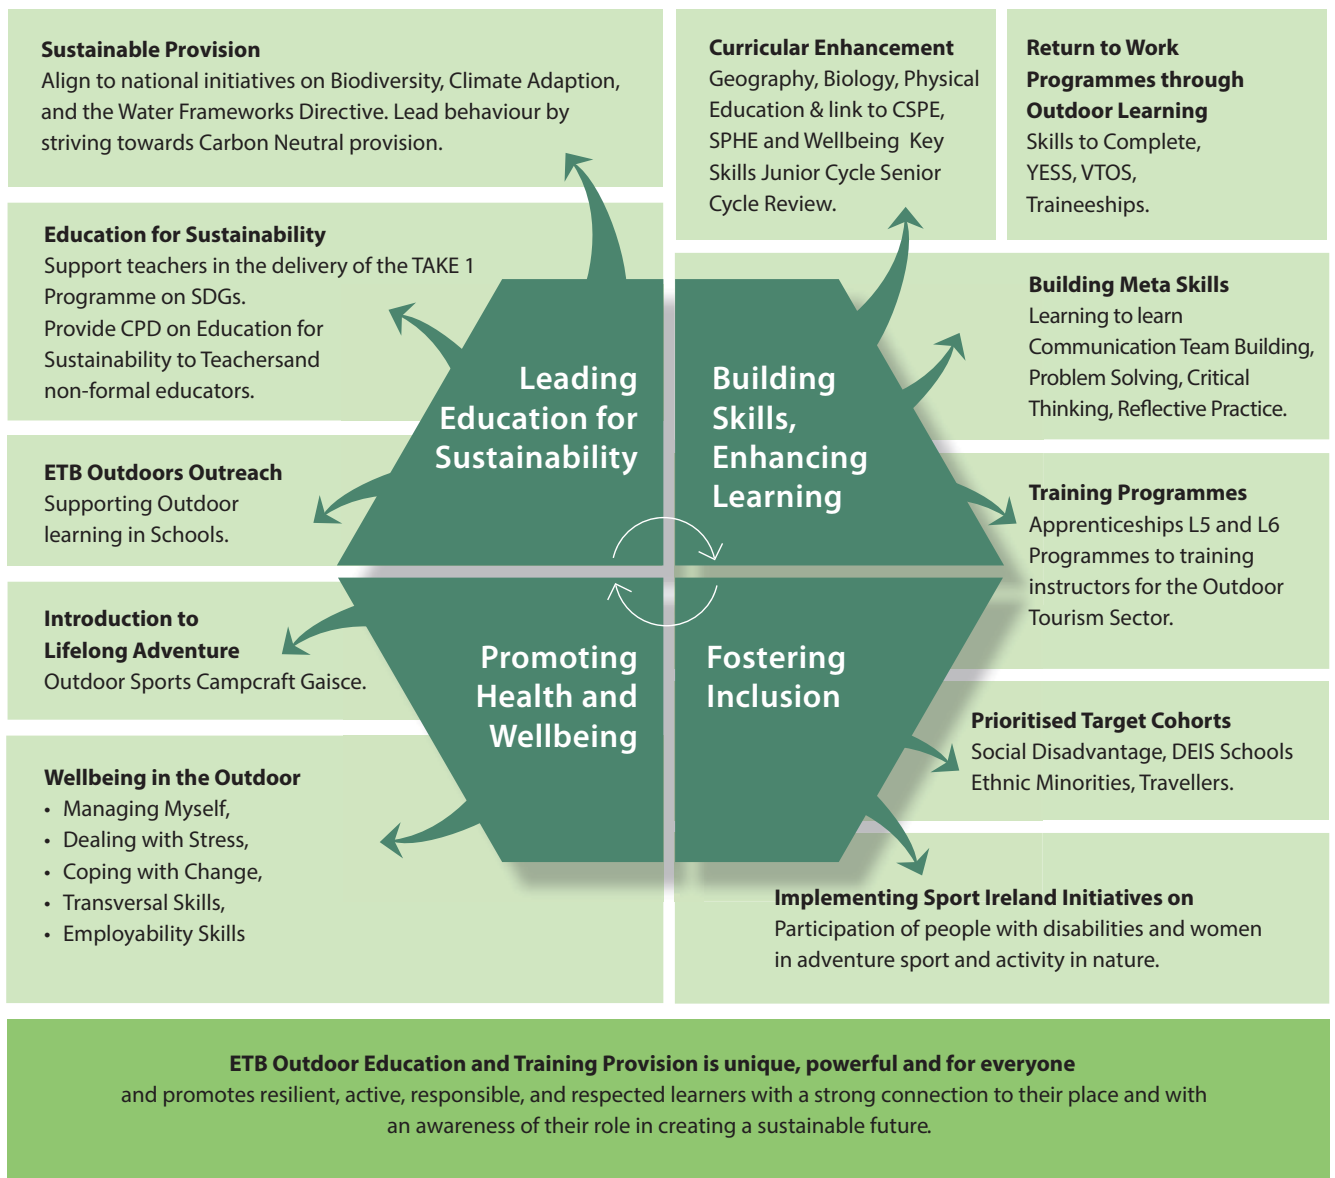 Sustainable Provision
Align to national initiatives on Biodiversity, Climate Adaption,
and the Water Frameworks Directive. Lead behaviour by
striving towards Carbon Neutral provision.
Education for Sustainability
Support teachers in the delivery of the TAKE 1
Programme on SDGs.
Provide CPD on Education for
Sustainability to Teachersand
non-formal educators.
ETB Outdoors Outreach
Supporting Outdoor
learning in Schools.
Introduction to
Lifelong Adventure
Outdoor Sports Campcraft Gaisce.
Wellbeing in the Outdoor
• Managing Myself,
• Dealing with Stress,
• Coping with Change,
• Transversal Skills,
• Employability Skills
Leading
Education for
Sustainability
Building
Skills,
Enhancing
Learning
Promoting
Health and
Wellbeing
Fostering
Inclusion
Curricular Enhancement
Geography, Biology, Physical
Education & link to CSPE,
SPHE and Wellbeing Key
Skills Junior Cycle Senior
Cycle Review.
Return to Work
Programmes through
Outdoor Learning
Skills to Complete,
YESS, VTOS,
Traineeships.
Building Meta Skills
Learning to learn
Communication Team Building,
Problem Solving, Critical
Thinking, Reflective Practice.
Training Programmes
Apprenticeships L5 and L6
Programmes to training
instructors for the Outdoor
Tourism Sector.
Prioritised Target Cohorts
Social Disadvantage, DEIS Schools
Ethnic Minorities, Travellers.
Implementing Sport Ireland Initiatives on
Participation of people with disabilities and women
in adventure sport and activity in nature.
ETB Outdoor Education and Training Provision is unique, powerful and for everyone
and promotes resilient, active, responsible, and respected learners with a strong connection to their place and with
an awareness of their role in creating a sustainable future.